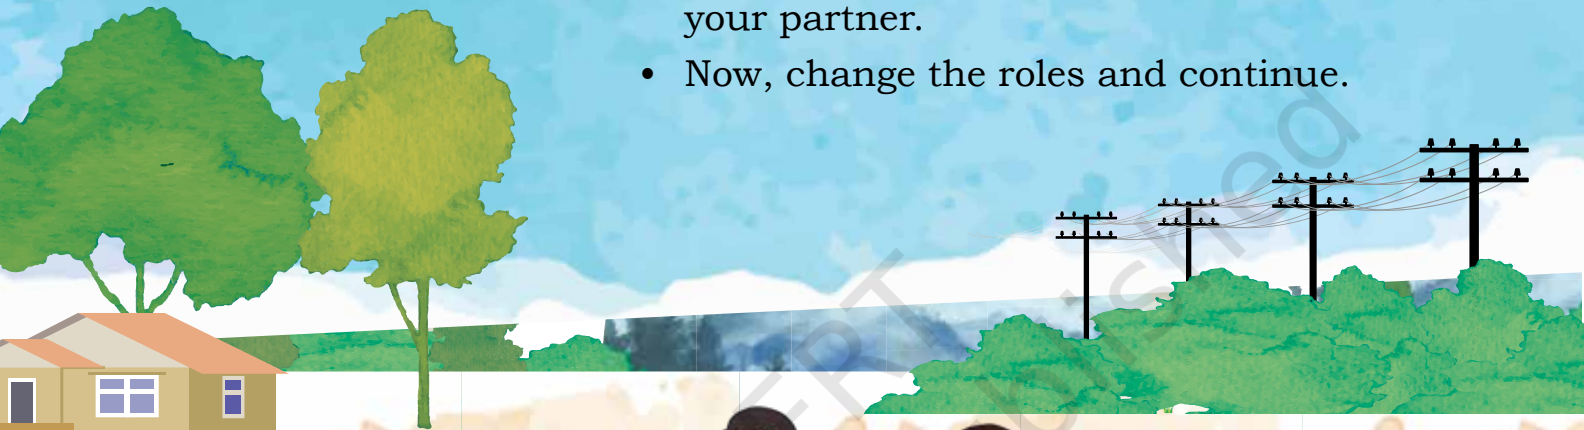 your partner.
• Now, change the roles and continue.